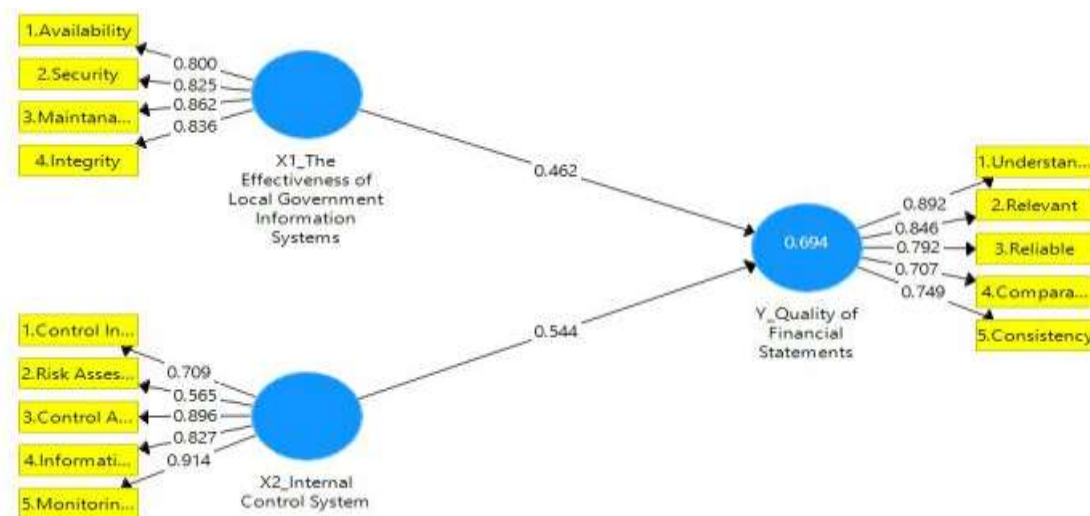 1.Availability
2.Security
3.Maintana...
4.Integrity
0.800
0.825
0.862
0.836
X1_The
Effectiveness of
Local Government
Information
Systems
0.462
1.Control In...
2.Risk Asses...
3.Control A...
4.Informati...
5.Monitorin...
0.709
0.565
0.896
0.827
0.914
X2_Internal
Control System
0.544
0.694
Y_Quality of
Financial
Statements
0.892
0.846
0.792
0.707
0.749
1.Understan...
2.Relevant
3.Reliable
4.Compara...
5.Consistency